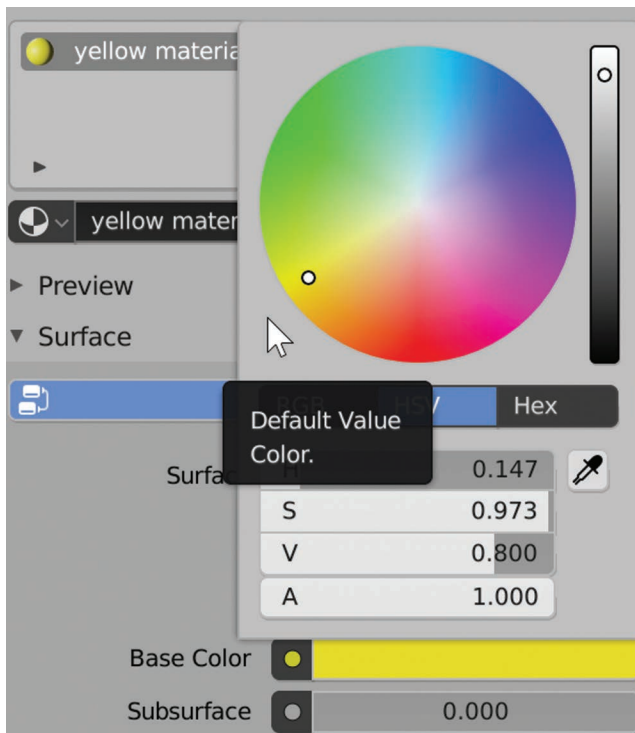 yellow materia
yellow mater
Preview
Surface
RGB HSV Hex
Default Value
Color.
Surfac
H 0.147
S 0.973
V 0.800
A 1.000
Base Color
Subsurface 0.000